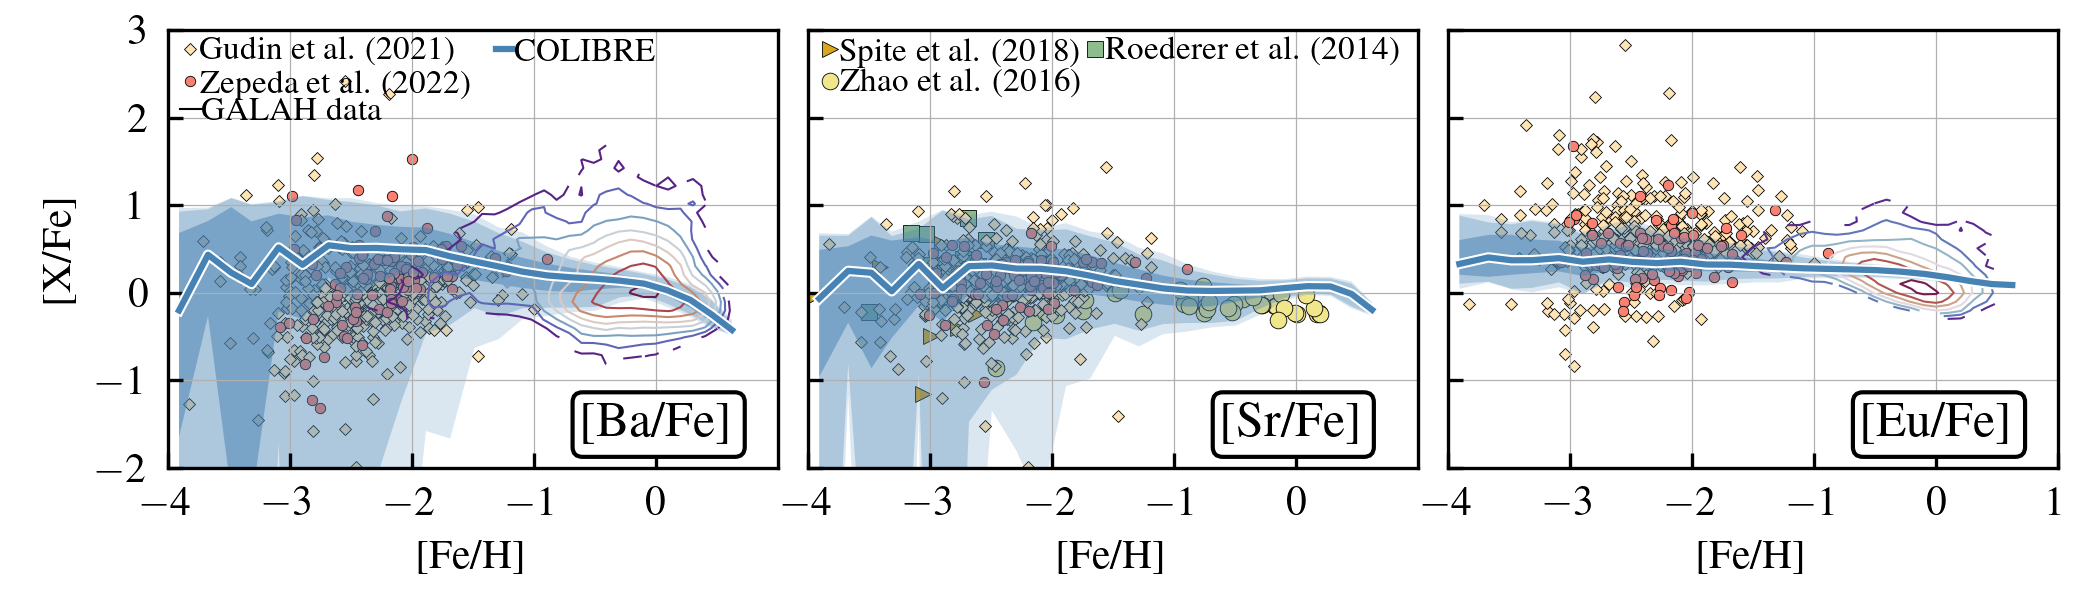 3
2
1
0
−1
−2
[X/Fe]
Gudin et al. (2021)
Zepeda et al. (2022)
GALAH data
COLIBRE
[Ba/Fe]
−4 −3 −2 −1 0
[Fe/H]
Spite et al. (2018)
Zhao et al. (2016)
Roederer et al. (2014)
[Sr/Fe]
−4 −3 −2 −1 0
[Fe/H]
[Eu/Fe]
−4 −3 −2 −1 0 1
[Fe/H]